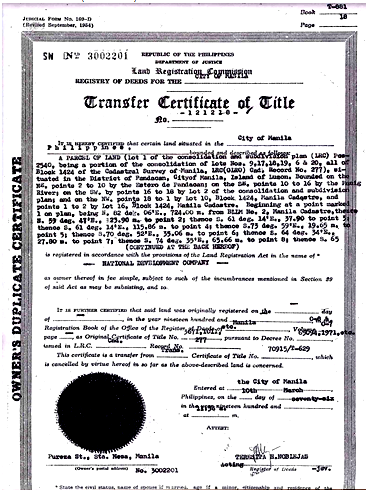 Book T-661
JUDICIAL FORM No. 109-D
(Revised September, 1954)
Page 18
SN No 3002201
REPUBLIC OF THE PHILIPPINES
DEPARTMENT OF JUSTICE
Land Registration Commission
CITY OF MANILA
REGISTRY OF DEEDS FOR THE
Transfer Certificate of Title
- 121218 -
No.
City of Manila
IT IS HEREBY CERTIFIED that certain land situated in the
Philippines, bounded and described as follows:
A PARCEL OF LAND (Lot 1 of the consolidation and subdivision plan (LRC) Pcs-
2540, being a portion of the consolidation of Lots Nos. 9,17,18,19, 6 & 20, all of
Block 1424 of the Cadastral Survey of Manila, LRC(GLRO) Cad. Record No. 277), si-
tuated in the District of Pandacan, City of Manila, Island of Luzon. Bounded on the
NE, points 2 to 10 by the Estero de Pandacan; on the SW, points 10 to 16 by the Pasig
River; on the SW, by points 16 to 18 by Lot 2 of the consolidation and subdivision
plan; and on the NW, points 18 to 1 by Lot 10, Block 1424, Manila Cadastre, and
points 1 to 2 by Lot 16, Block 1424, Manila Cadastre. Beginning at a point marked
1 on plan, being S. 82 deg. 06'E., 724.00 m. from BLLM No. 2, Manila Cadastre, thence
S. 59 deg. 41'E., 123.90 m. to point 2; thence S. 61 deg. 14'E., 37.90 to point 3;
thence S. 61 deg. 14'E., 115.86 m. to point 4; thence S. 73 deg. 59'E., 19.65 m. to
point 5; thence S. 70 deg. 52'E., 35.06 m. to point 6; thence S. 64 deg. 34'E.,
27.80 m. to point 7; thence S. 74 deg. 35'E., 65.66 m. to point 8; thence S. 65
(CONTINUED AT THE BACK HEREOF)
is registered in accordance with the provisions of the Land Registration Act in the name of
NATIONAL DEVELOPMENT COMPANY
as owner thereof in fee simple, subject to such of the incumbrances mentioned in Section 39
of said Act as may be subsisting, and to
IT IS FURTHER CERTIFIED that said land was originally registered on the day
of in the year nineteen hundred and
Manila
Registration Book of the Office of the Register of Deeds of Volume
page , as Original Certificate of Title No. 277 pursuant to Decree No.
issued in L.R.C. Record No.
This certificate is a transfer from Trans. Certificate of Title No. 70915/T-629 , which
is cancelled by virtue hereof in so far as the above-described land is concerned.
the City of Manila
Entered at
10th March
Philippines, on the day of seventy-six
in the year nineteen hundred and
at m.
ATTEST:
OWNER'S DUPLICATE CERTIFICATE
Pureza St., Sta. Mesa, Manila
(Owner's postal address)
TERESITA H. NOBLEJAS
Acting Register of Deeds
No. 3002201
* State the civil status, name of spouse if married, age if a minor, citizenship and residence of the